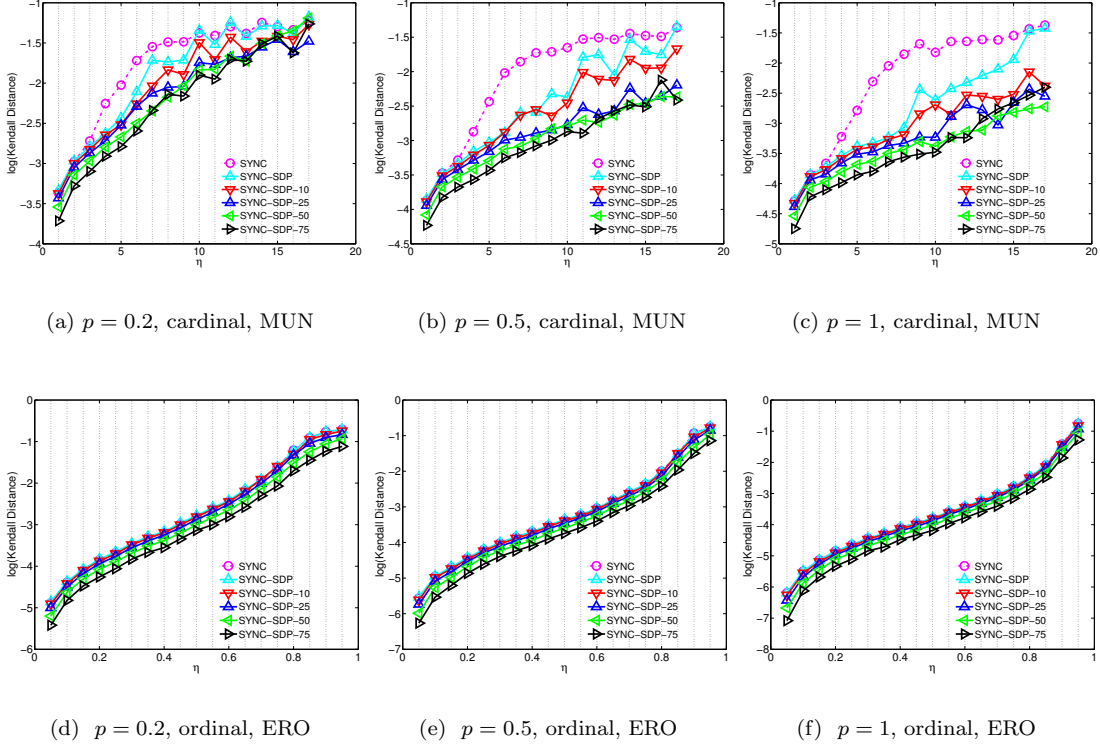 −1
−1.5
−2
−2.5
−3
−3.5
−4
log(Kendall Distance)
0
5
10
15
20
η
SYNC
SYNC−SDP
SYNC−SDP−10
SYNC−SDP−25
SYNC−SDP−50
SYNC−SDP−75
(a) p = 0.2, cardinal, MUN
−1
−1.5
−2
−2.5
−3
−3.5
−4
−4.5
log(Kendall Distance)
0
5
10
15
20
η
SYNC
SYNC−SDP
SYNC−SDP−10
SYNC−SDP−25
SYNC−SDP−50
SYNC−SDP−75
(b) p = 0.5, cardinal, MUN
−1
−1.5
−2
−2.5
−3
−3.5
−4
−4.5
−5
log(Kendall Distance)
0
5
10
15
20
η
SYNC
SYNC−SDP
SYNC−SDP−10
SYNC−SDP−25
SYNC−SDP−50
SYNC−SDP−75
(c) p = 1, cardinal, MUN
0
−1
−2
−3
−4
−5
−6
log(Kendall Distance)
0
0.2
0.4
0.6
0.8
1
η
SYNC
SYNC−SDP
SYNC−SDP−10
SYNC−SDP−25
SYNC−SDP−50
SYNC−SDP−75
(d) p = 0.2, ordinal, ERO
0
−1
−2
−3
−4
−5
−6
−7
log(Kendall Distance)
0
0.2
0.4
0.6
0.8
1
η
SYNC
SYNC−SDP
SYNC−SDP−10
SYNC−SDP−25
SYNC−SDP−50
SYNC−SDP−75
(e) p = 0.5, ordinal, ERO
0
−1
−2
−3
−4
−5
−6
−7
−8
log(Kendall Distance)
0
0.2
0.4
0.6
0.8
1
η
SYNC
SYNC−SDP
SYNC−SDP−10
SYNC−SDP−25
SYNC−SDP−50
SYNC−SDP−75
(f) p = 1, ordinal, ERO